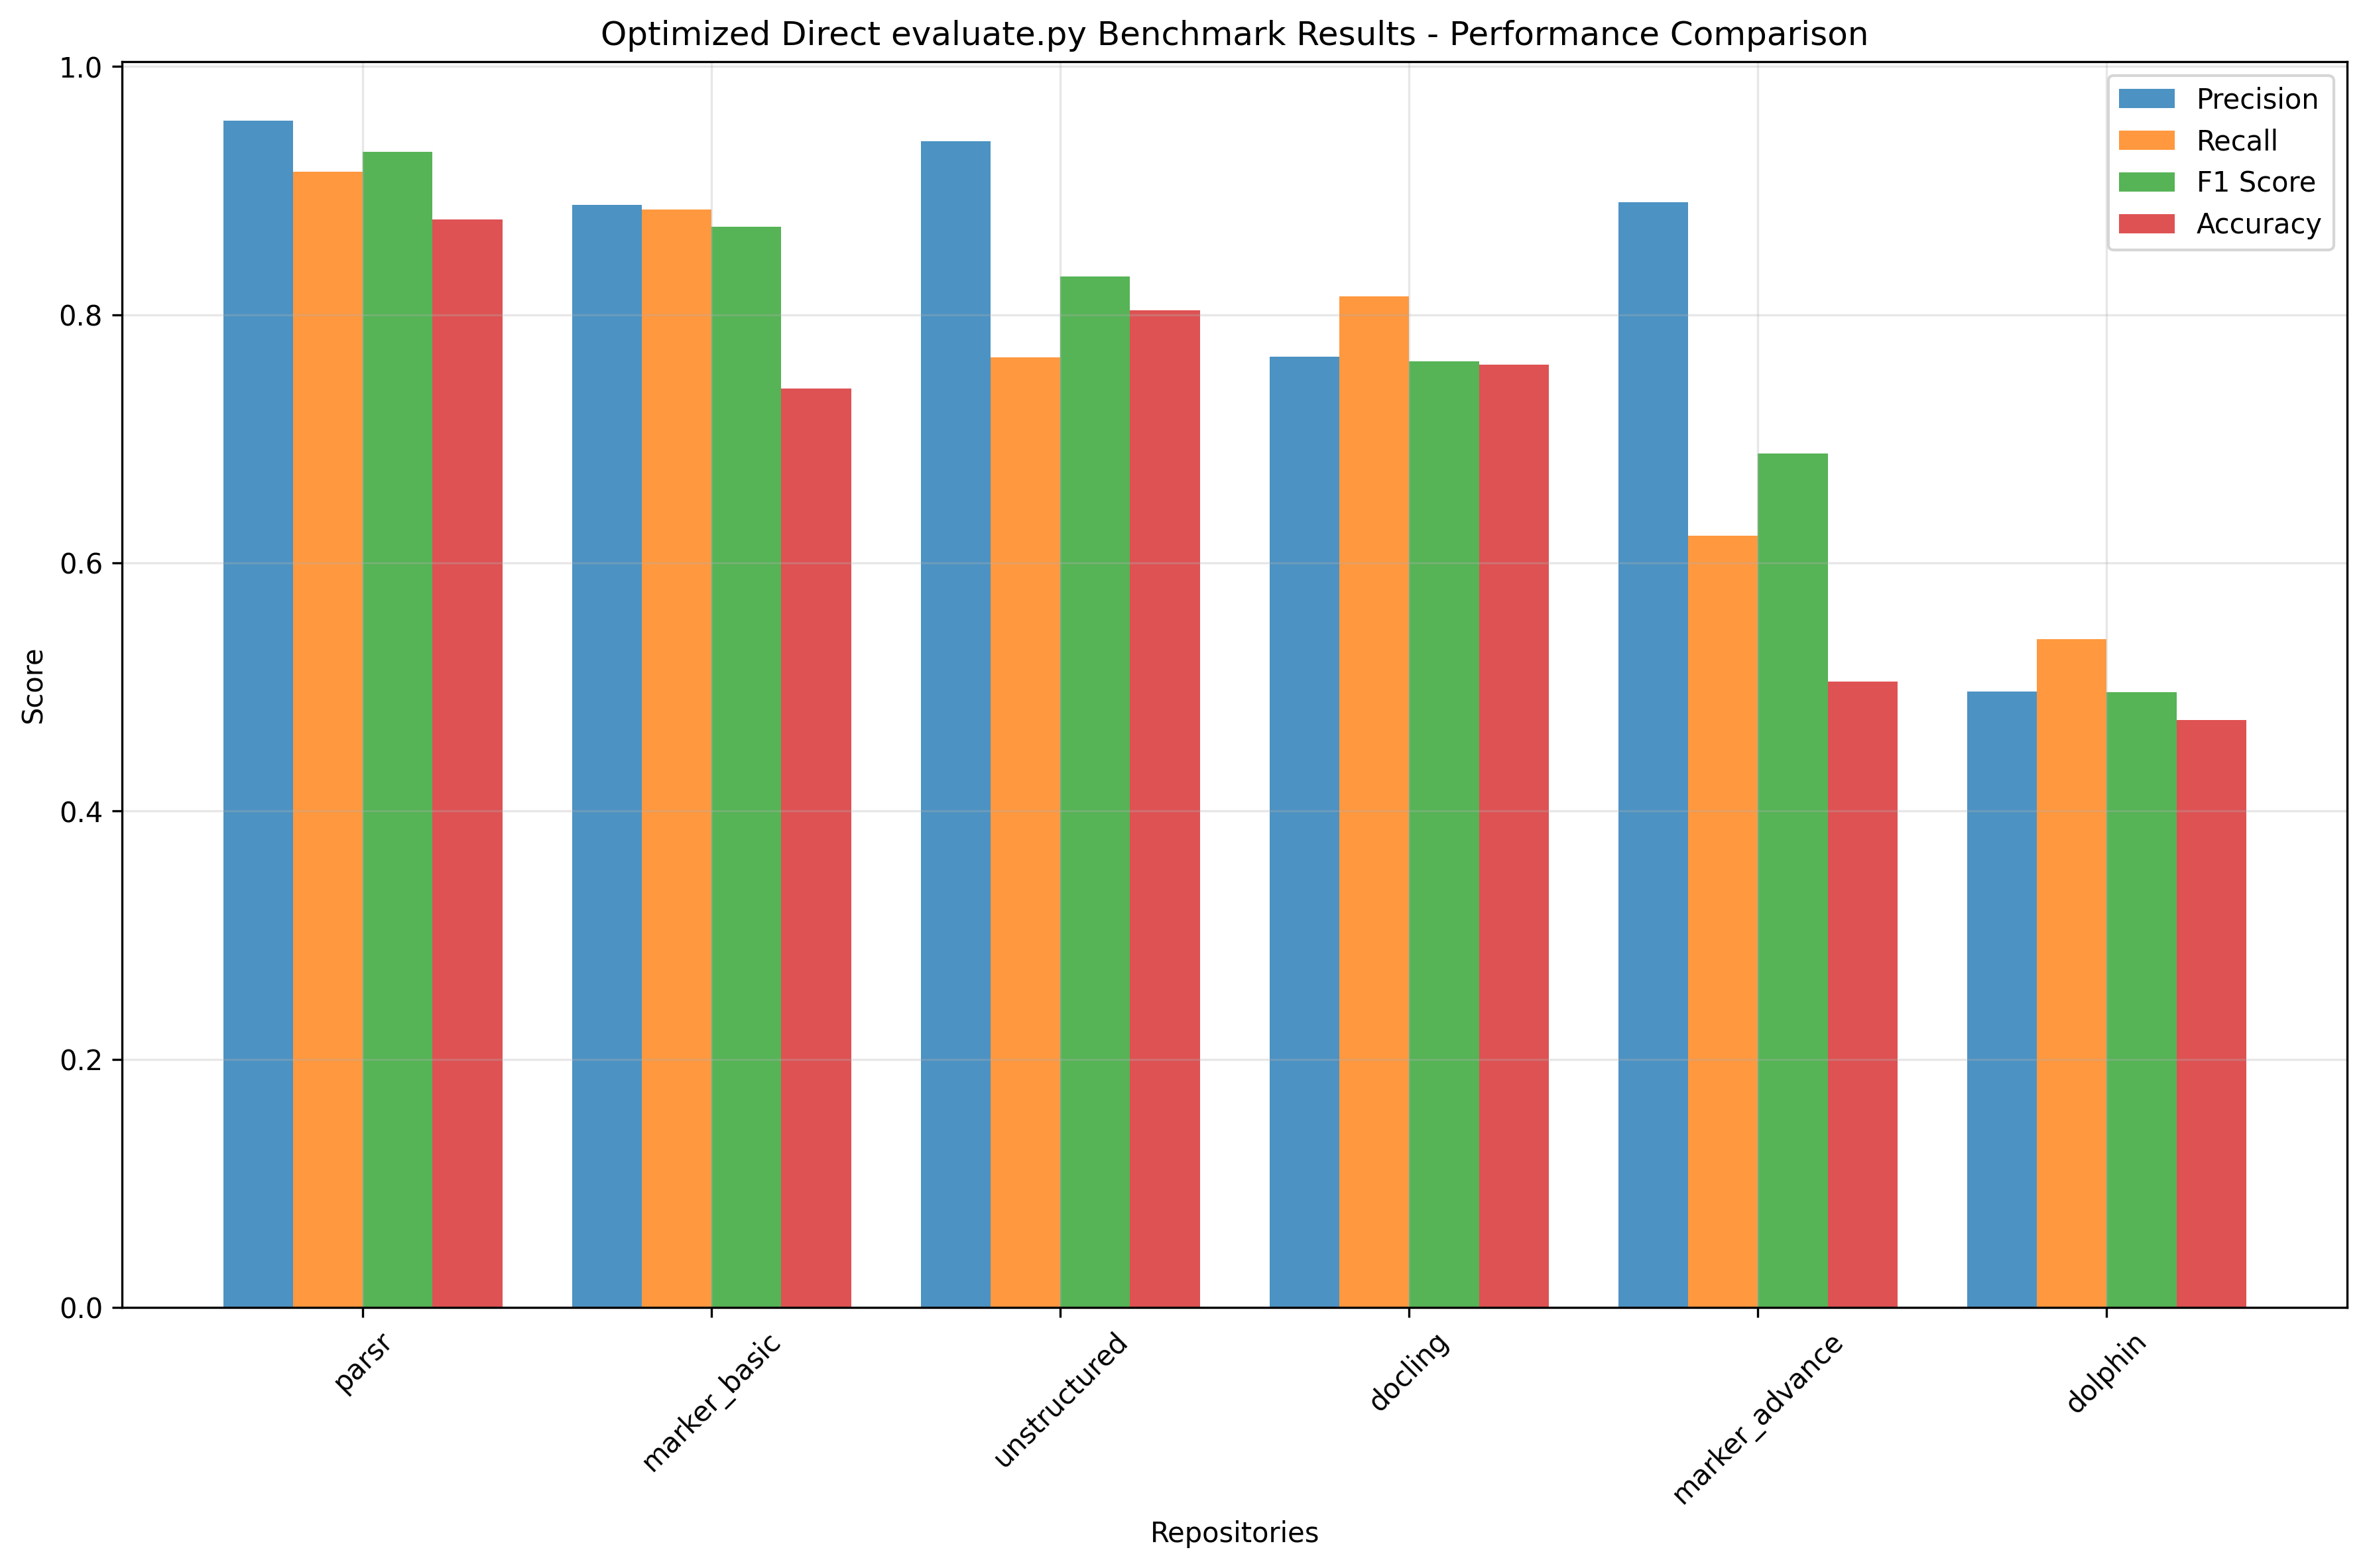 Optimized Direct evaluate.py Benchmark Results - Performance Comparison
Precision
Recall
F1 Score
Accuracy
Score
1.0
0.8
0.6
0.4
0.2
0.0
parsr
marker_basic
unstructured
docling
marker_advance
dolphin
Repositories